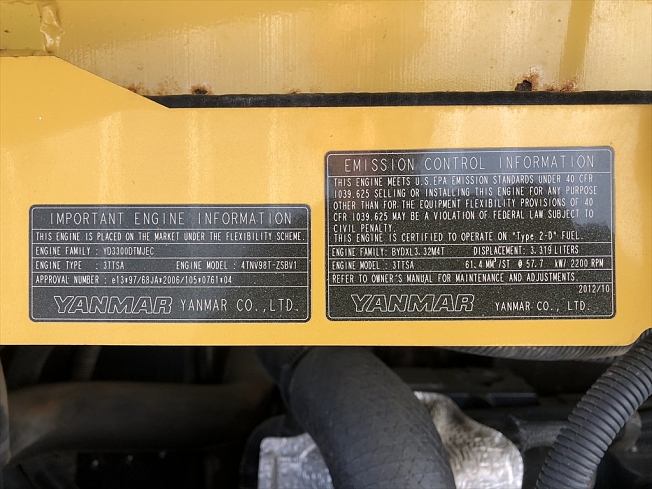 IMPORTANT ENGINE INFORMATION
THIS ENGINE IS PLACED ON THE MARKET UNDER THE FLEXIBILITY SCHEME.
ENGINE FAMILY : YD3300DTMJEC
ENGINE TYPE : 3TTSA ENGINE MODEL : 4TNV98T-ZSBV1
APPROVAL NUMBER : e13*97/68JA*2006/105*0761*04
YANMAR YANMAR CO., LTD.
EMISSION CONTROL INFORMATION
THIS ENGINE MEETS U.S.EPA EMISSION STANDARDS UNDER 40 CFR
1039.625 SELLING OR INSTALLING THIS ENGINE FOR ANY PURPOSE
OTHER THAN FOR THE EQUIPMENT FLEXIBILITY PROVISIONS OF 40
CFR 1039.625 MAY BE A VIOLATION OF FEDERAL LAW SUBJECT TO
CIVIL PENALTY.
THIS ENGINE IS CERTIFIED TO OPERATE ON "Type 2-D" FUEL.
ENGINE FAMILY : BYDXL3.32M4T DISPLACEMENT: 3.319 LITERS
ENGINE MODEL : 3TTSA 61.4 MM³/ST @ 57.7 kW/ 2200 RPM
REFER TO OWNER'S MANUAL FOR MAINTENANCE AND ADJUSTMENTS
2012/10
YANMAR YANMAR CO., LTD.